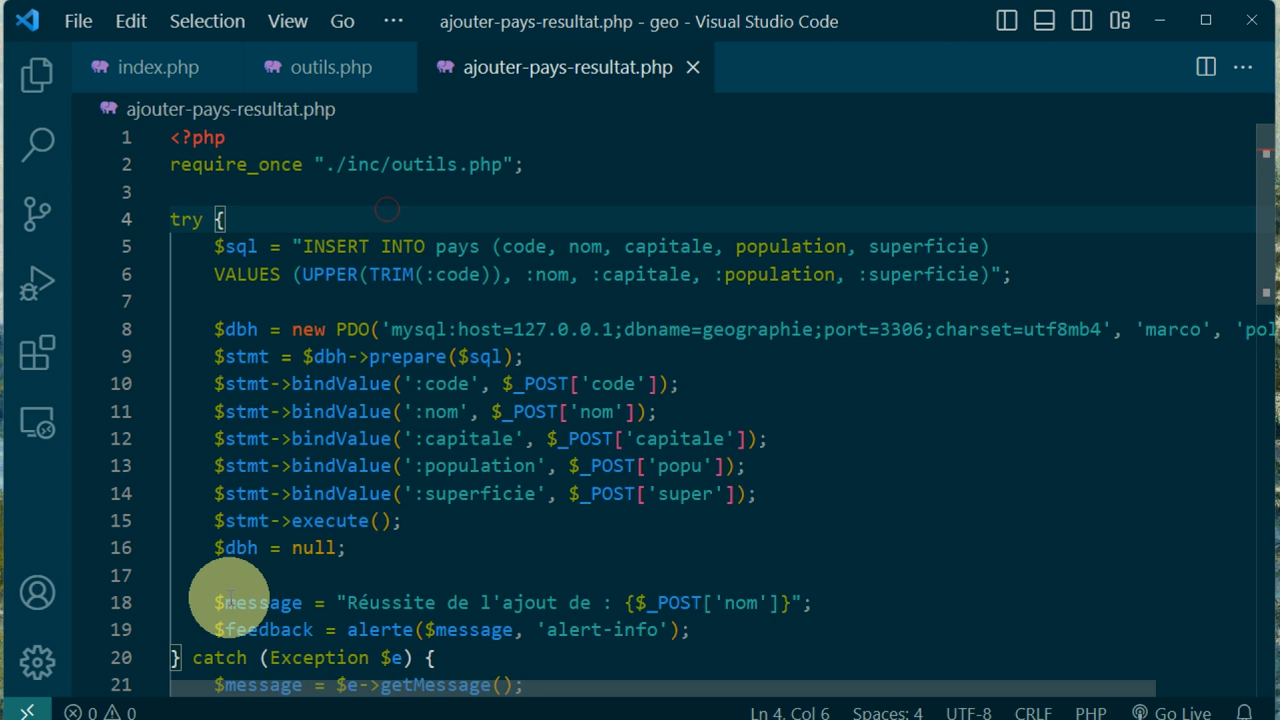 File Edit Selection View Go ··· ajouter-pays-resultat.php - geo - Visual Studio Code
index.php outils.php ajouter-pays-resultat.php
ajouter-pays-resultat.php
1 <?php
2 require_once "./inc/outils.php";
3
4 try {
5 $sql = "INSERT INTO pays (code, nom, capitale, population, superficie)
6 VALUES (UPPER(TRIM(:code)), :nom, :capitale, :population, :superficie)";
7
8 $dbh = new PDO('mysql:host=127.0.0.1;dbname=geographie;port=3306;charset=utf8mb4', 'marco', 'pol
9 $stmt = $dbh->prepare($sql);
10 $stmt->bindValue(':code', $_POST['code']);
11 $stmt->bindValue(':nom', $_POST['nom']);
12 $stmt->bindValue(':capitale', $_POST['capitale']);
13 $stmt->bindValue(':population', $_POST['popu']);
14 $stmt->bindValue(':superficie', $_POST['super']);
15 $stmt->execute();
16 $dbh = null;
17
18 $message = "Réussite de l'ajout de : {$_POST['nom']}";
19 $feedback = alerte($message, 'alert-info');
20 } catch (Exception $e) {
21 $message = $e->getMessage();
0 0 Ln 4, Col 6 Spaces: 4 UTF-8 CRLF PHP Go Live